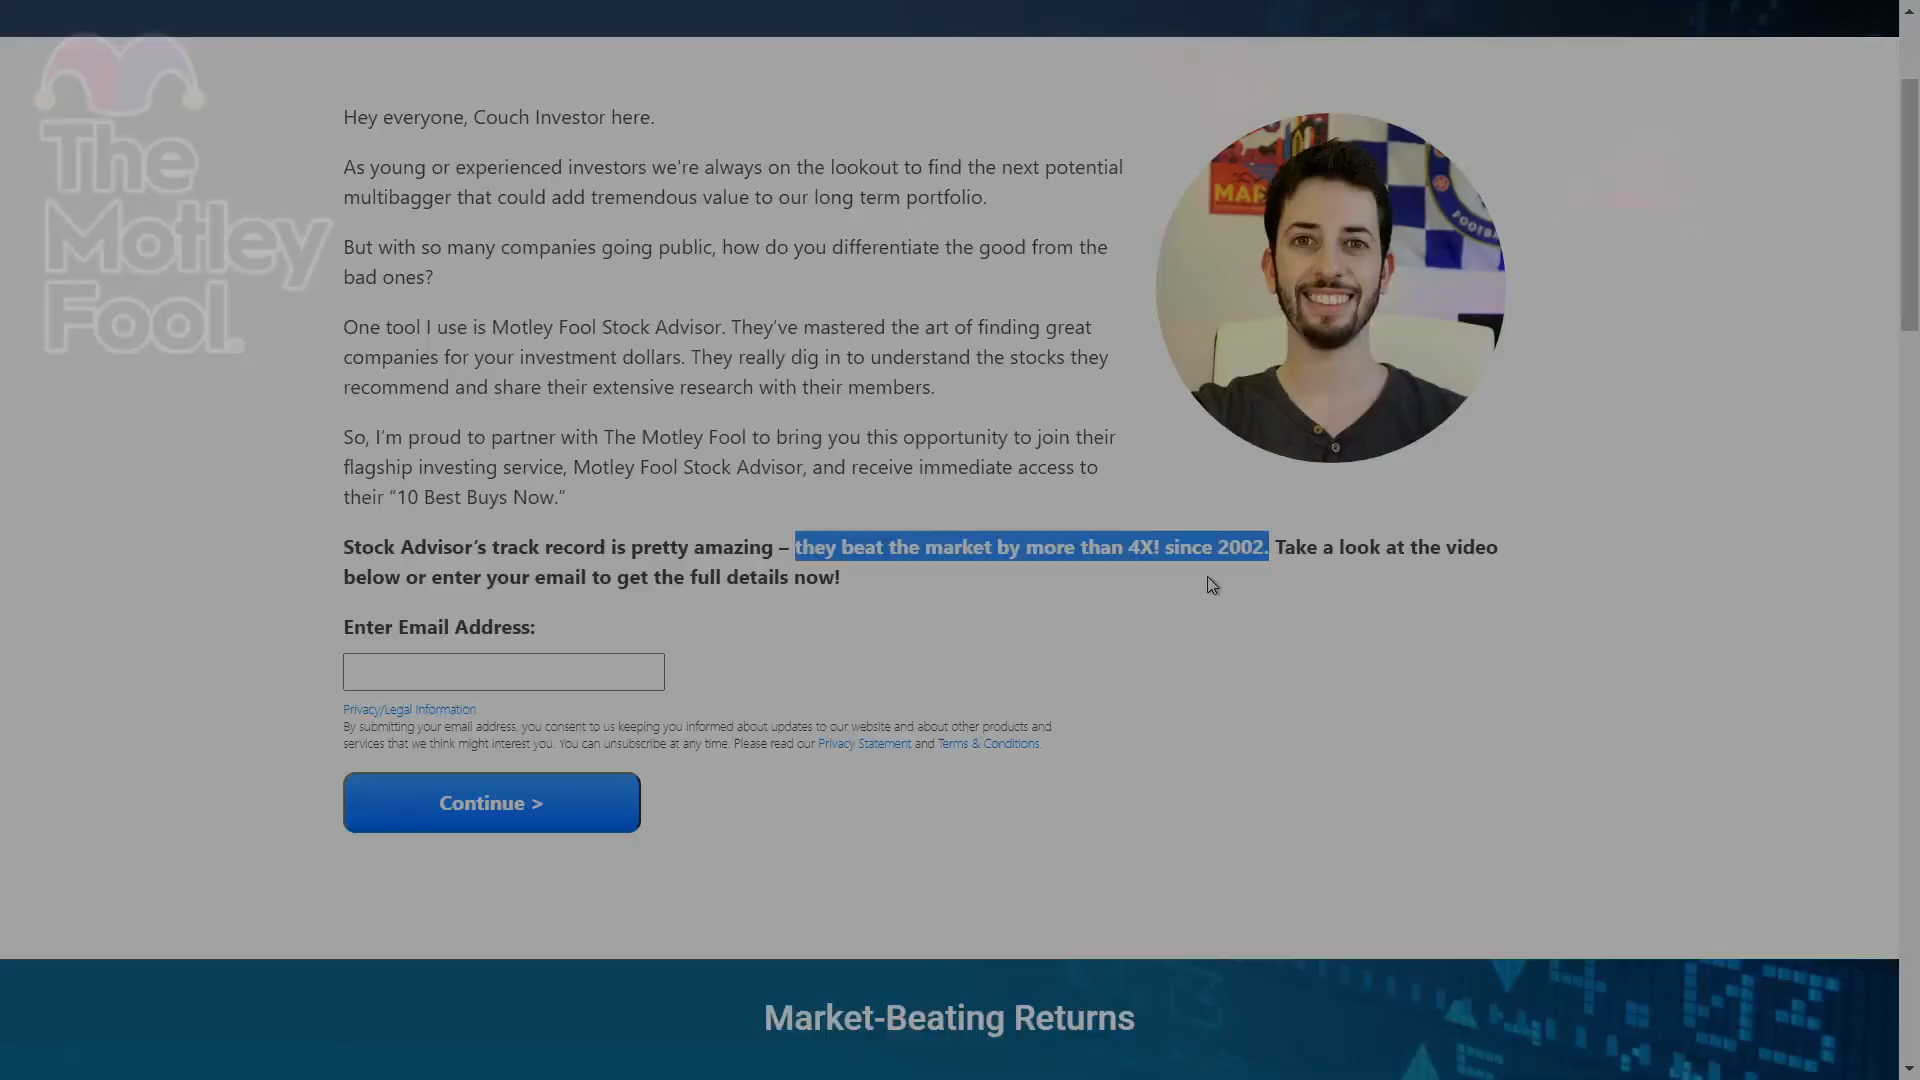 The
Motley
Fool.
Hey everyone, Couch Investor here.
As young or experienced investors we're always on the lookout to find the next potential
multibagger that could add tremendous value to our long term portfolio.
But with so many companies going public, how do you differentiate the good from the
bad ones?
One tool I use is Motley Fool Stock Advisor. They’ve mastered the art of finding great
companies for your investment dollars. They really dig in to understand the stocks they
recommend and share their extensive research with their members.
So, I’m proud to partner with The Motley Fool to bring you this opportunity to join their
flagship investing service, Motley Fool Stock Advisor, and receive immediate access to
their “10 Best Buys Now.”
Stock Advisor’s track record is pretty amazing – they beat the market by more than 4X! since 2002. Take a look at the video
below or enter your email to get the full details now!
Enter Email Address:
Privacy/Legal Information
By submitting your email address, you consent to us keeping you informed about updates to our website and about other products and
services that we think might interest you. You can unsubscribe at any time. Please read our Privacy Statement and Terms & Conditions.
Continue >
Market-Beating Returns